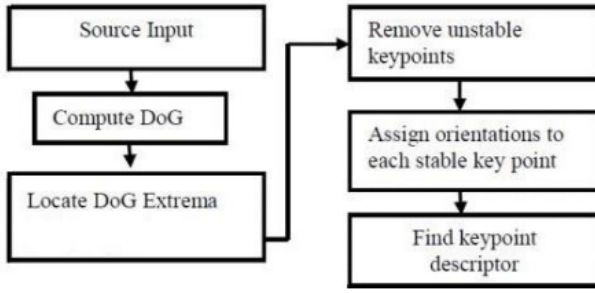 Source Input
Compute DoG
Locate DoG Extrema
Remove unstable
keypoints
Assign orientations to
each stable key point
Find keypoint
descriptor